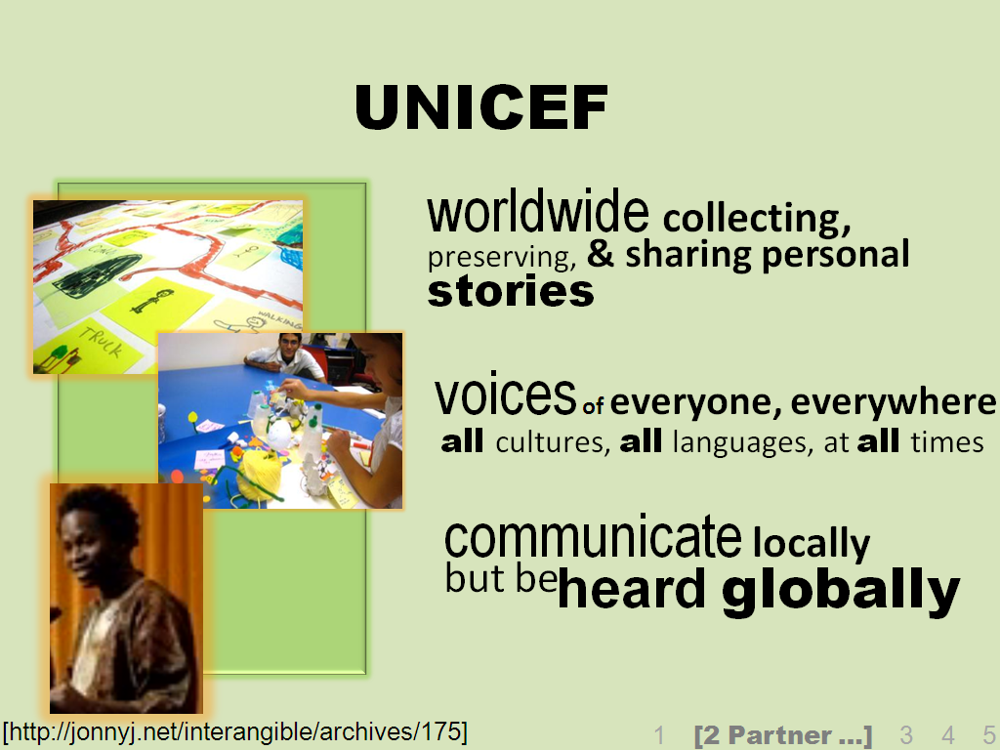 UNICEF
worldwide collecting,
preserving, & sharing personal
stories
voices of everyone, everywhere
all cultures, all languages, at all times
communicate locally
but be heard globally
WALKING
TRUCK
[http://jonnyj.net/interangible/archives/175]
1 [2 Partner ...] 3 4 5